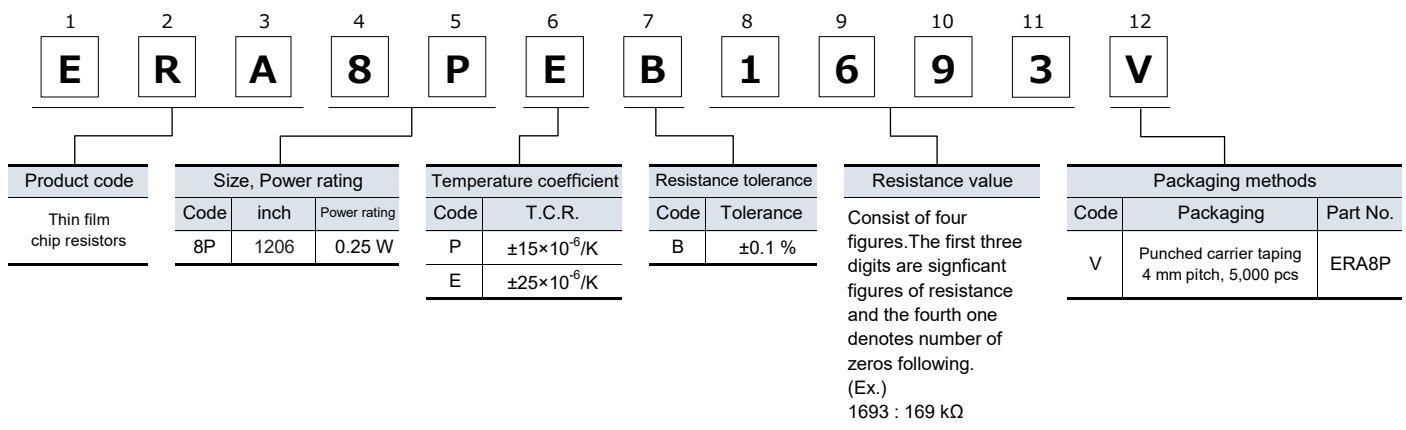 1 2 3 4 5 6 7 8 9 10 11 12
E R A 8 P E B 1 6 9 3 V
Product code
Thin film
chip resistors
Size, Power rating
Code inch Power rating
8P 1206 0.25 W
Temperature coefficient
Code T.C.R.
P ±15×10⁻⁶/K
E ±25×10⁻⁶/K
Resistance tolerance
Code Tolerance
B ±0.1 %
Resistance value
Consist of four
figures.The first three
digits are signficant
figures of resistance
and the fourth one
denotes number of
zeros following.
(Ex.)
1693 : 169 kΩ
Packaging methods
Code Packaging Part No.
V Punched carrier taping
4 mm pitch, 5,000 pcs ERA8P